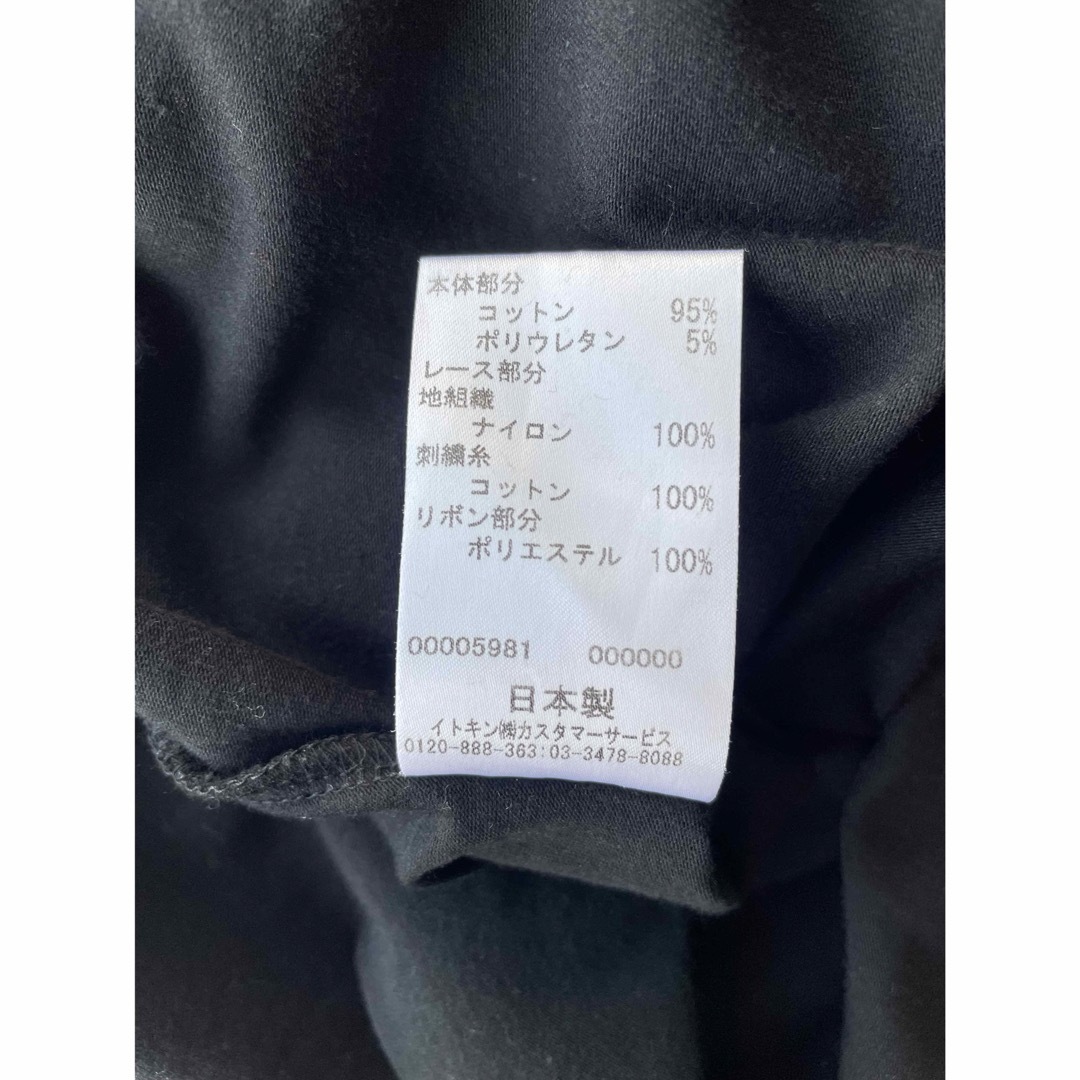 本体部分
コットン 95%
ポリウレタン 5%
レース部分
地組織
ナイロン 100%
刺繍糸
コットン 100%
リボン部分
ポリエステル 100%
00005981 000000
日本製
イトキン㈱カスタマーサービス
0120-888-363:03-3478-8088